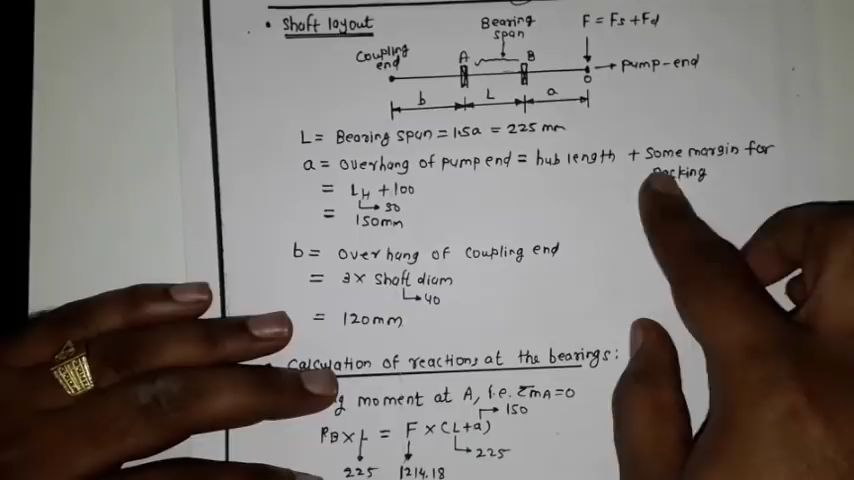 • Shaft layout
Bearing span
F = Fs + Fd
Coupling end
A
B
→ Pump-end
O
b
L
a
L = Bearing span = 1.5a = 225 mm
a = overhang of pump end = hub length + Some margin for
= LH + 100
→ 50
= 150mm
b = overhang of coupling end
= 3 × shaft diam
→ 40
= 120mm
calculation of reactions at the bearings:
moment at A, i.e. ΣmA = 0
→ 150
RB × L = F × (L+a)
→ 225
225
1214.18